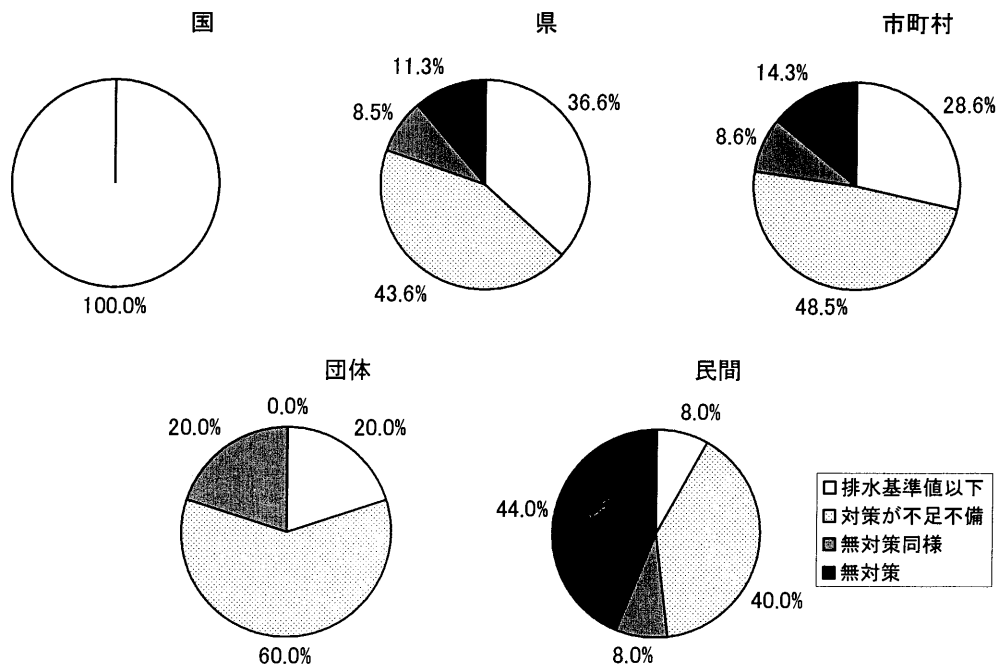 国
100.0%
県
11.3%
36.6%
8.5%
43.6%
市町村
14.3%
28.6%
8.6%
48.5%
団体
0.0%
20.0%
20.0%
60.0%
民間
8.0%
44.0%
40.0%
8.0%
排水基準値以下
対策が不足不備
無対策同様
無対策